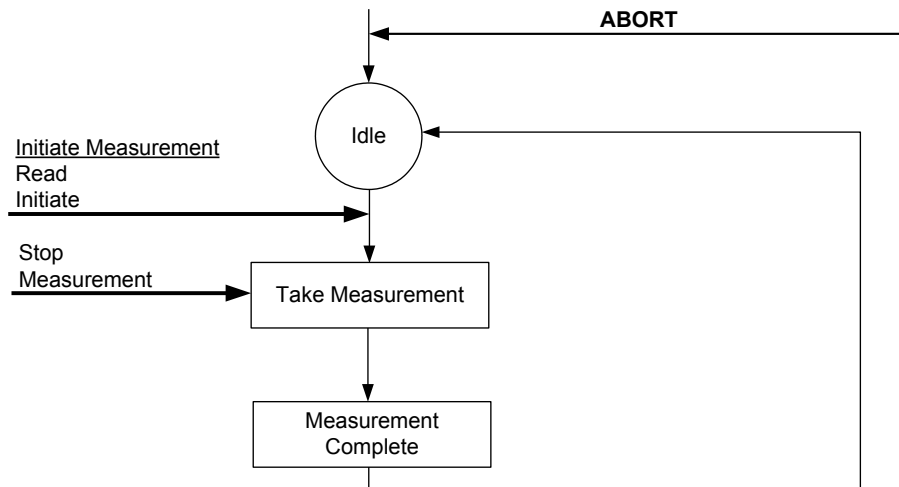 ABORT
Idle
Initiate Measurement
Read
Initiate
Stop
Measurement
Take Measurement
Measurement
Complete